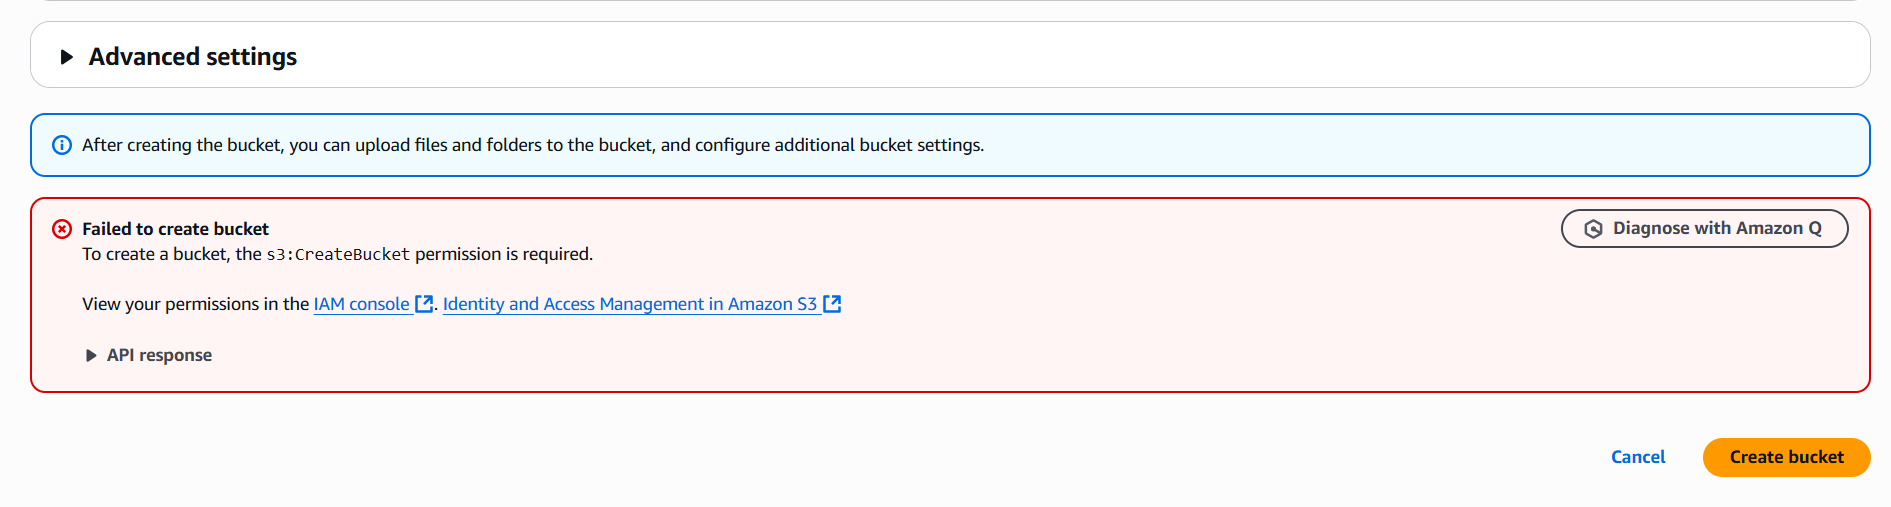 Advanced settings
After creating the bucket, you can upload files and folders to the bucket, and configure additional bucket settings.
Failed to create bucket
Diagnose with Amazon Q
To create a bucket, the s3:CreateBucket permission is required.
View your permissions in the IAM console. Identity and Access Management in Amazon S3
API response
Cancel
Create bucket